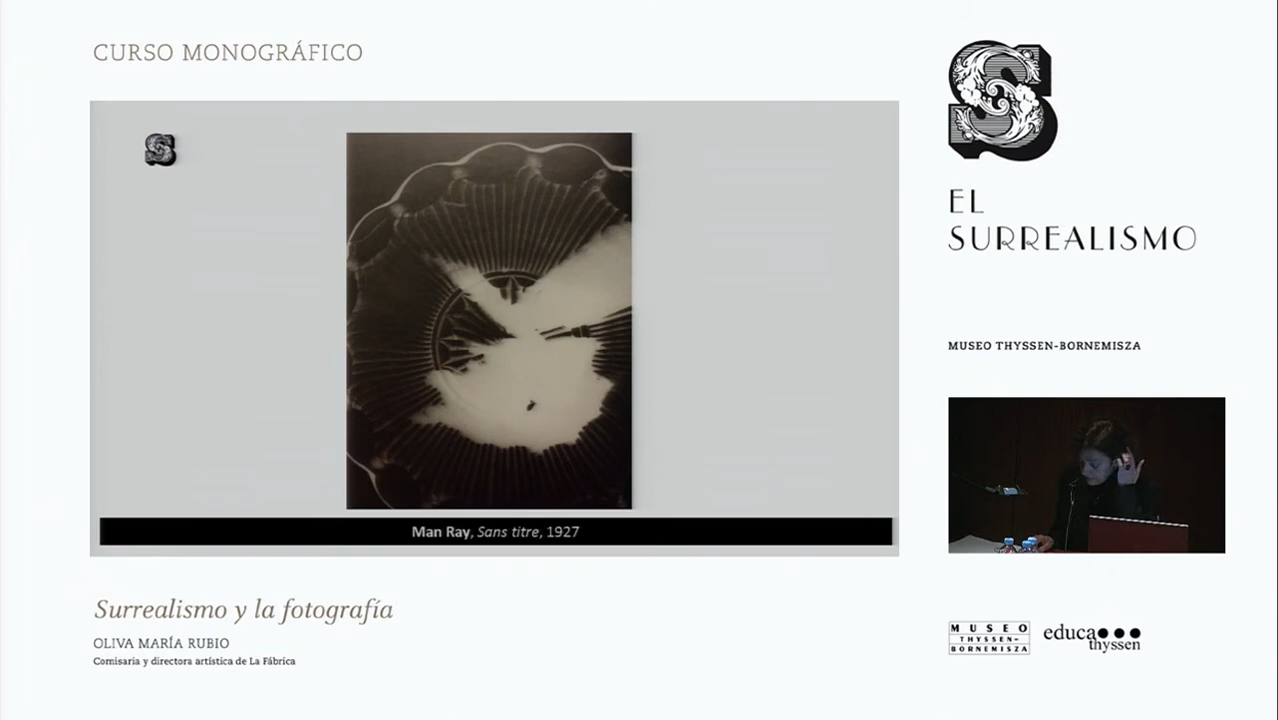 CURSO MONOGRÁFICO
S
S
EL
SURREALISMO
MUSEO THYSSEN-BORNEMISZA
Man Ray, Sans titre, 1927
Surrealismo y la fotografía
OLIVA MARÍA RUBIO
Comisaria y directora artística de La Fábrica
MUSEO
THYSSEN-
BORNEMISZA
educa
thyssen